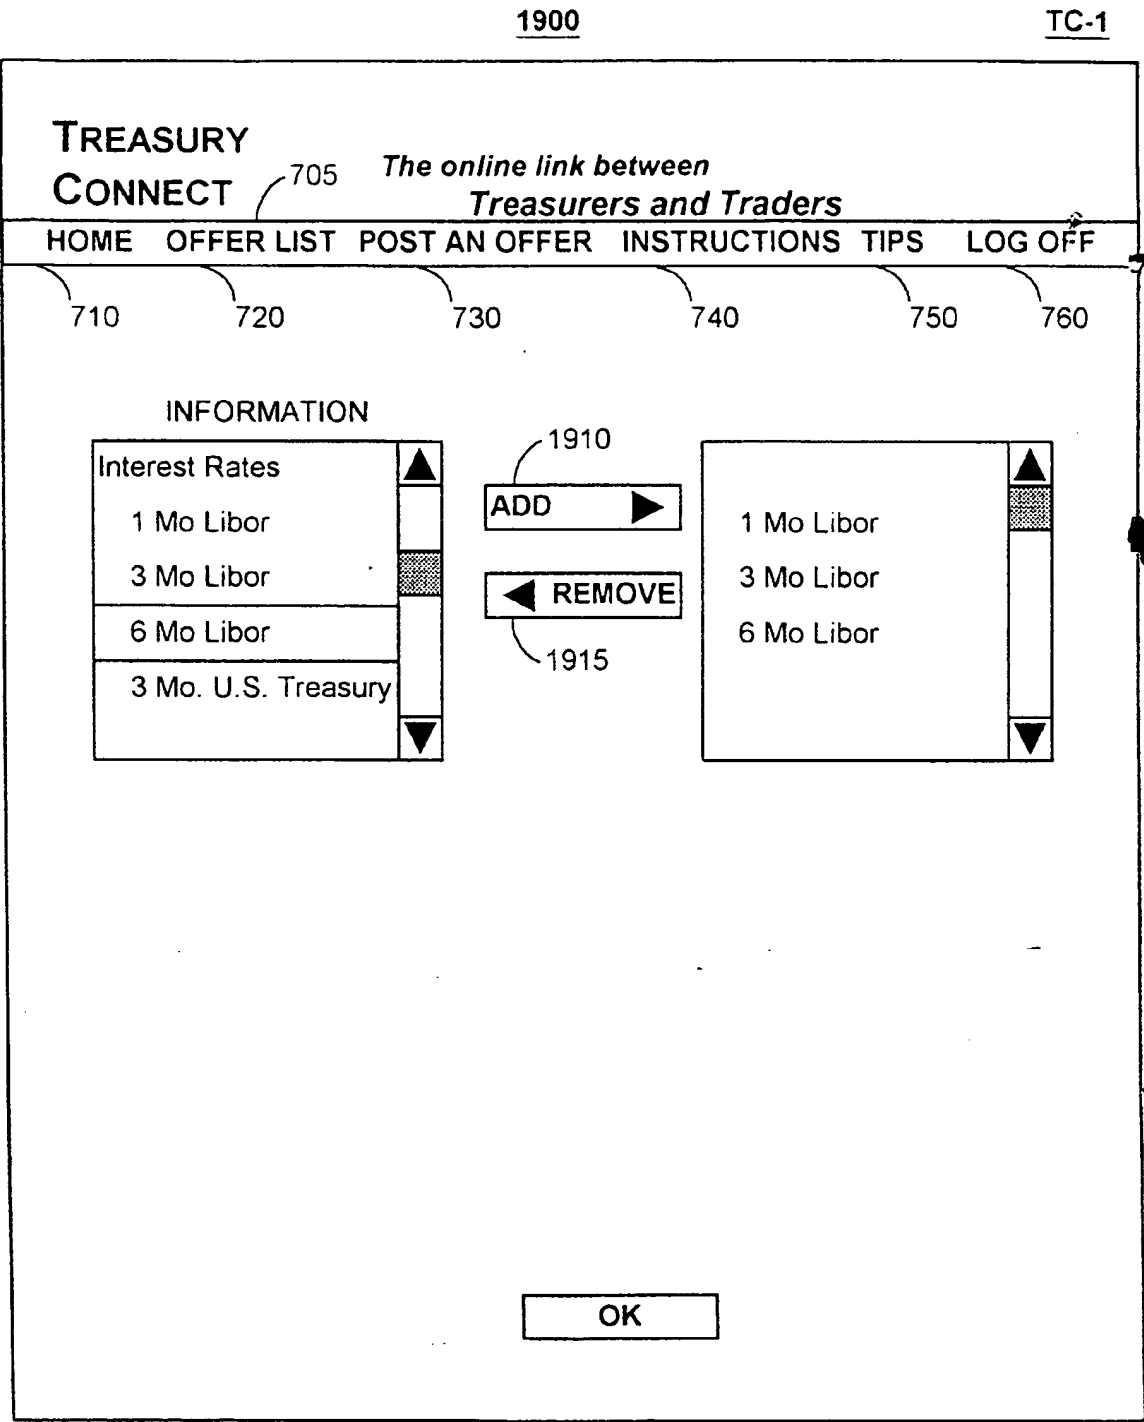 1900 TC-1
TREASURY
CONNECT
705
The online link between
Treasurers and Traders
HOME OFFER LIST POST AN OFFER INSTRUCTIONS TIPS LOG OFF
710 720 730 740 750 760
INFORMATION
Interest Rates
1 Mo Libor
3 Mo Libor
6 Mo Libor
3 Mo. U.S. Treasury
1910
ADD
REMOVE
1915
1 Mo Libor
3 Mo Libor
6 Mo Libor
OK